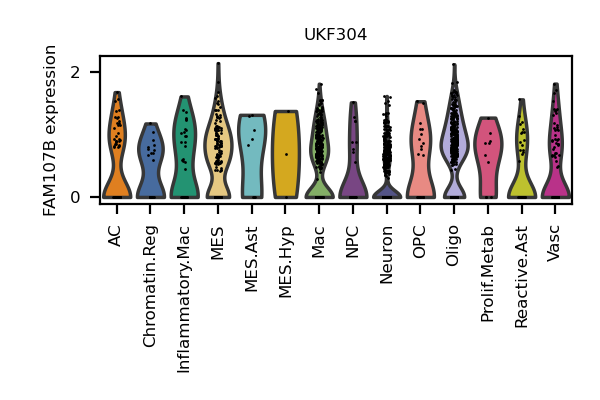 UKF304
FAM107B expression
2
0
AC
Chromatin.Reg
Inflammatory.Mac
MES
MES.Ast
MES.Hyp
Mac
NPC
Neuron
OPC
Oligo
Prolif.Metab
Reactive.Ast
Vasc